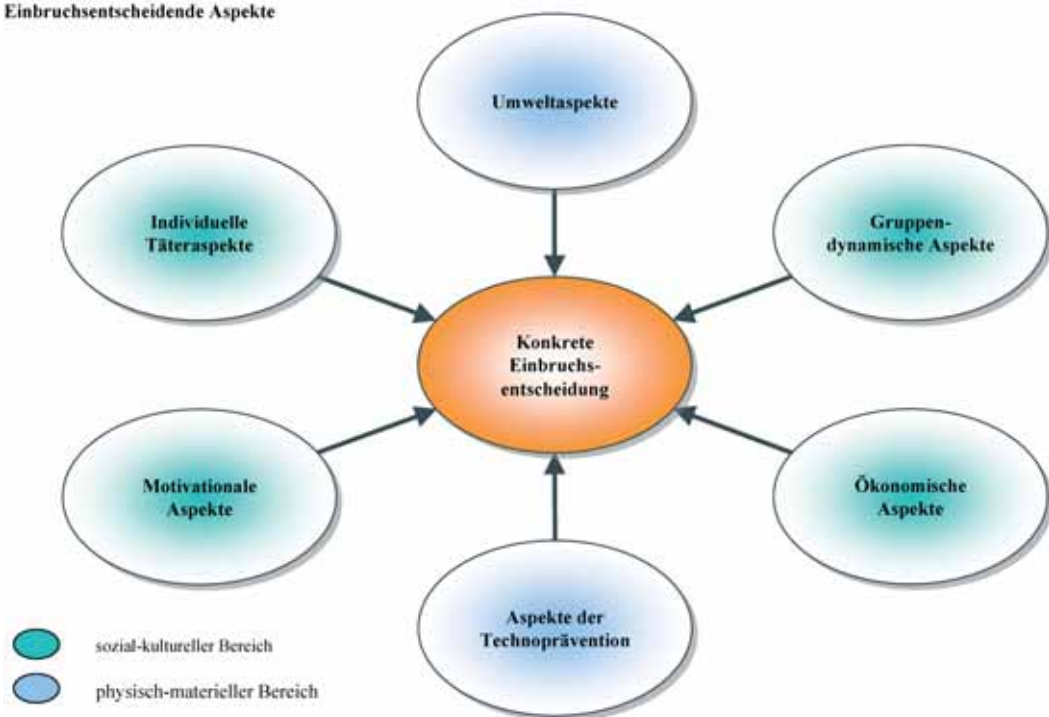 Einbruchsentscheidende Aspekte
Umweltaspekte
Individuelle
Täteraspekte
Gruppen-
dynamische Aspekte
Konkrete
Einbruchs-
entscheidung
Motivationale
Aspekte
Ökonomische
Aspekte
Aspekte der
Technoprävention
sozial-kultureller Bereich
physisch-materieller Bereich